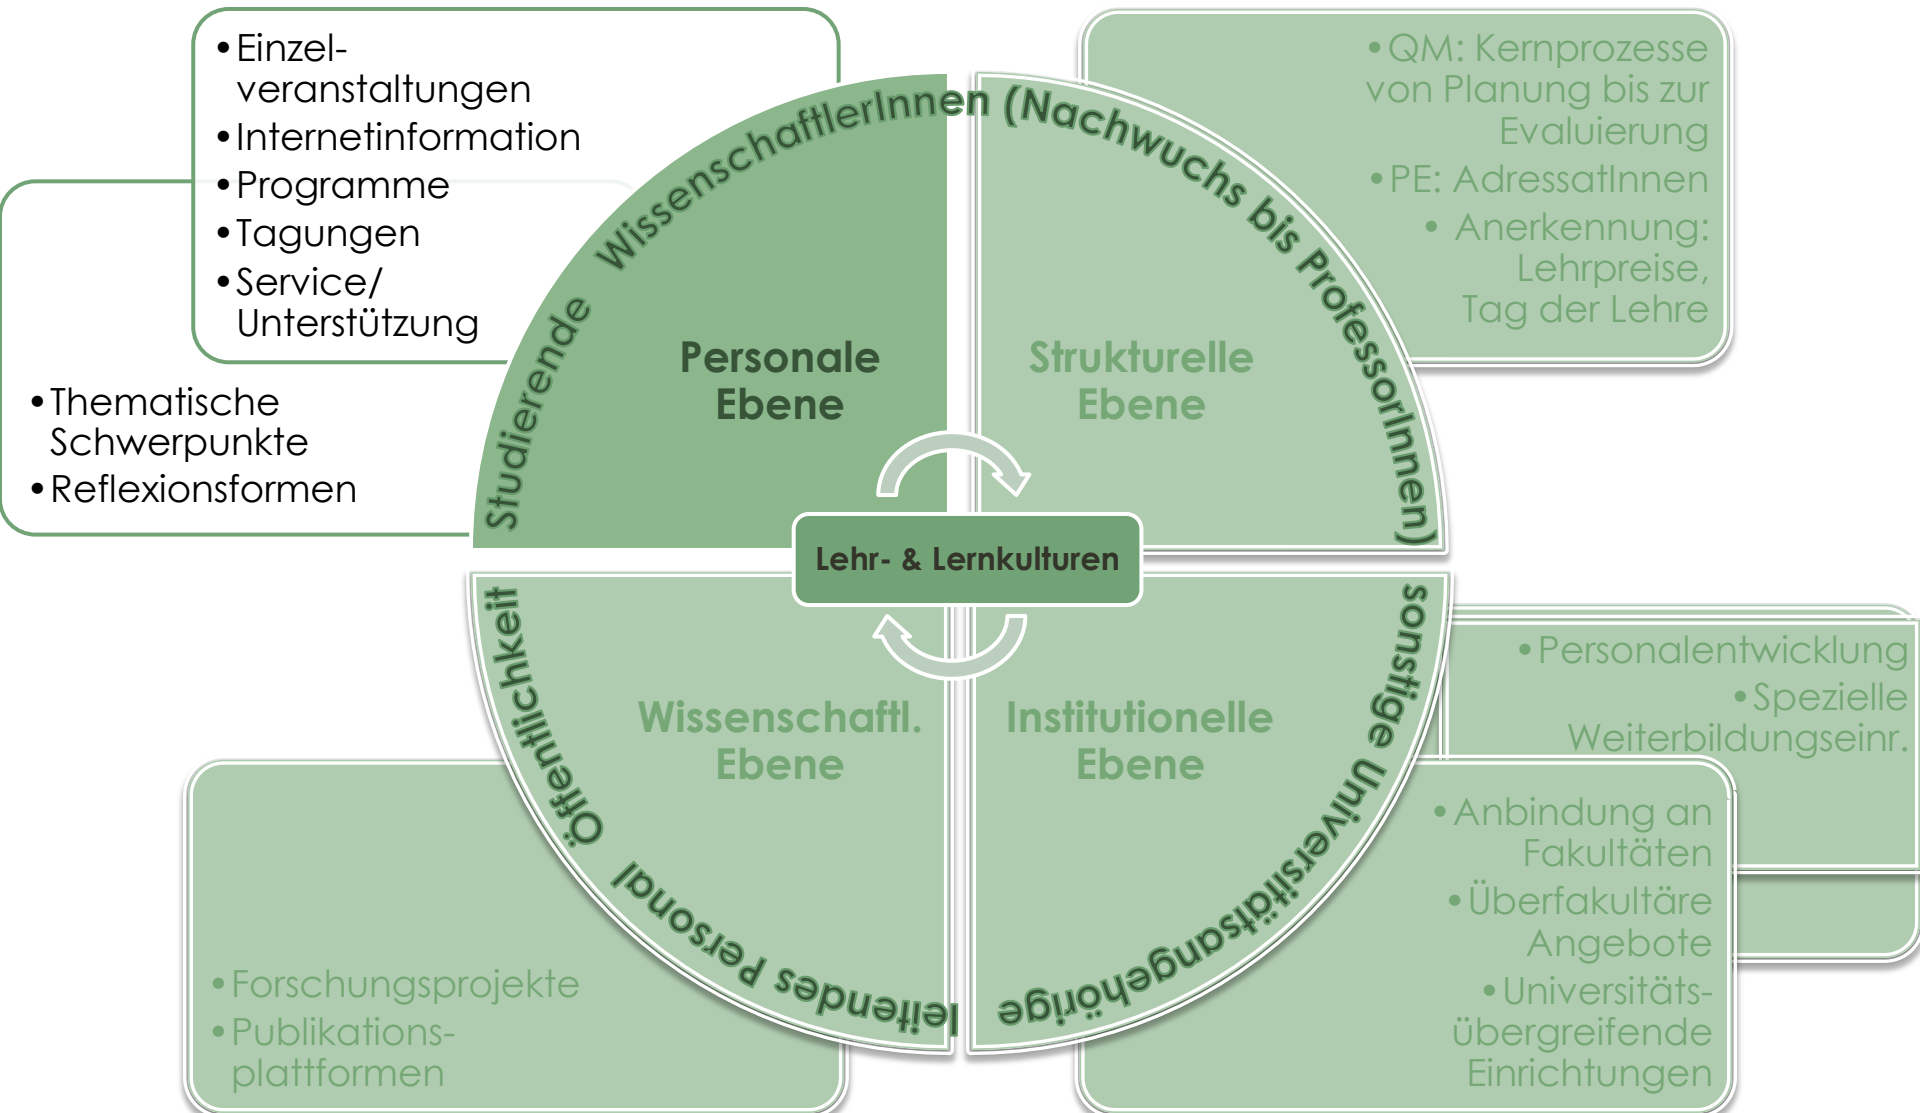 •Einzel-
veranstaltungen
•Internetinformation
•Programme
•Tagungen
•Service/
Unterstützung
•Thematische
Schwerpunkte
•Reflexionsformen
•QM: Kernprozesse
von Planung bis zur
Evaluierung
•PE: AdressatInnen
• Anerkennung:
Lehrpreise,
Tag der Lehre
Studierende WissenschaftlerInnen (Nachwuchs bis ProfessorInnen)
sonstige Universitätsangehörige leitendes Personal Öffentlichkeit
Personale
Ebene
Strukturelle
Ebene
Lehr- & Lernkulturen
Wissenschaftl.
Ebene
Institutionelle
Ebene
•Personalentwicklung
•Spezielle
Weiterbildungseinr.
•Anbindung an
Fakultäten
•Überfakultäre
Angebote
•Universitäts-
übergreifende
Einrichtungen
•Forschungsprojekte
•Publikations-
plattformen